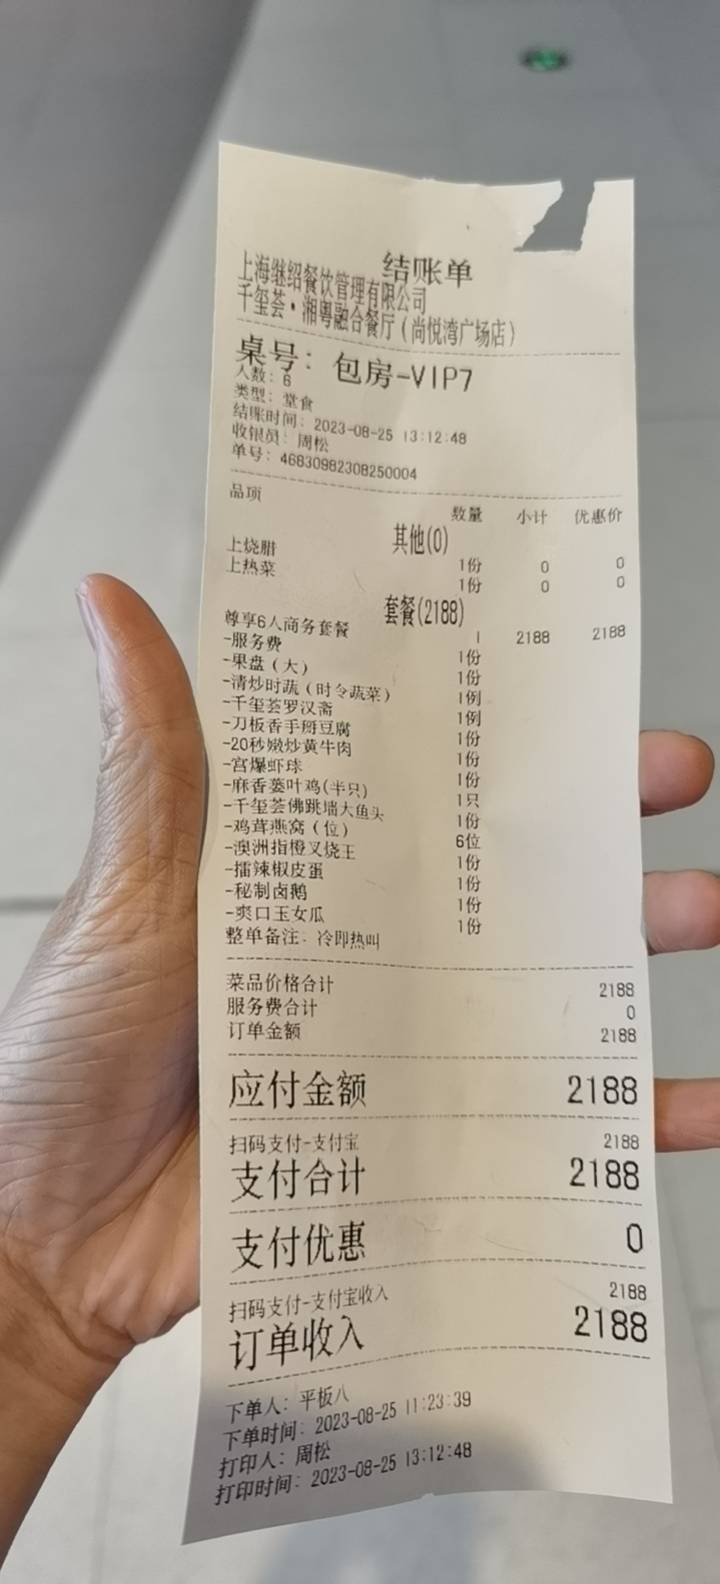 结账单
上海继绍餐饮管理有限公司
千玺荟·湘粤融合餐厅(尚悦湾广场店)
桌号: 包房-VIP7
人数: 6
类型: 堂食
结账时间: 2023-08-25 13:12:48
收银员: 周松
单号: 46830982308250004
品项 数量 小计 优惠价
其他(0)
上烧腊 1份 0 0
上热菜 1份 0 0
套餐(2188)
尊享6人商务套餐 1 2188 2188
-服务费 1份
-果盘(大) 1份
-清炒时蔬(时令蔬菜) 1例
-千玺荟罗汉斋 1例
-刀板香手掰豆腐 1份
-20秒嫩炒黄牛肉 1份
-宫爆虾球 1份
-麻香蒌叶鸡(半只) 1只
-千玺荟佛跳墙大鱼头 1份
-鸡茸燕窝(位) 6位
-澳洲指橙叉烧王 1份
-擂辣椒皮蛋 1份
-秘制卤鹅 1份
-爽口玉女瓜 1份
整单备注: 冷即热叫
菜品价格合计 2188
服务费合计 0
订单金额 2188
应付金额 2188
扫码支付-支付宝 2188
支付合计 2188
支付优惠 0
扫码支付-支付宝收入 2188
订单收入 2188
下单人: 平板八
下单时间: 2023-08-25 11:23:39
打印人: 周松
打印时间: 2023-08-25 13:12:48